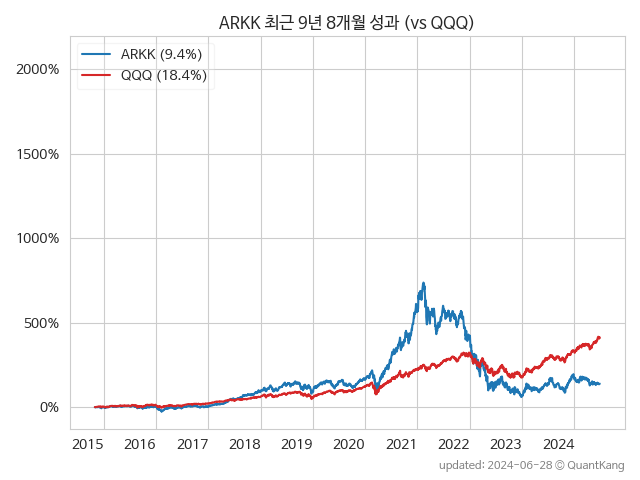 ARKK 최근 9년 8개월 성과 (vs QQQ)
ARKK (9.4%)
QQQ (18.4%)
2000%
1500%
1000%
500%
0%
2015 2016 2017 2018 2019 2020 2021 2022 2023 2024
updated: 2024-06-28 © QuantKang